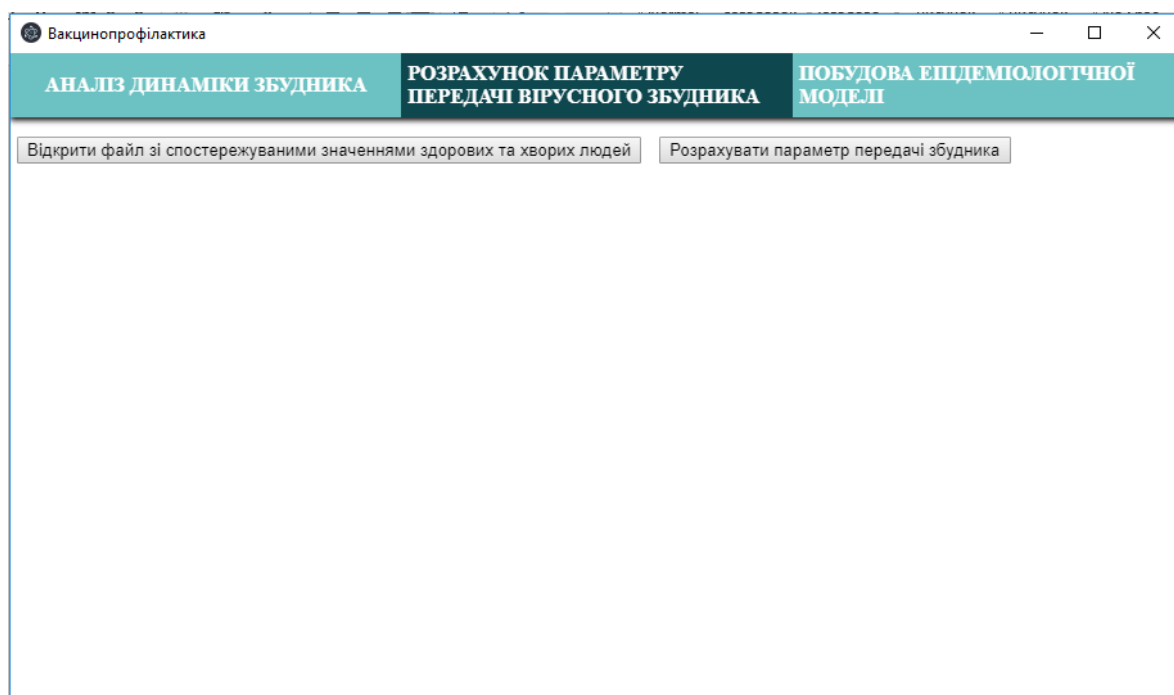 Вакцинопрофілактика
АНАЛІЗ ДИНАМІКИ ЗБУДНИКА
РОЗРАХУНОК ПАРАМЕТРУ
ПЕРЕДАЧІ ВІРУСНОГО ЗБУДНИКА
ПОБУДОВА ЕПІДЕМІОЛОГІЧНОЇ
МОДЕЛІ
Відкрити файл зі спостережуваними значеннями здорових та хворих людей
Розрахувати параметр передачі збудника